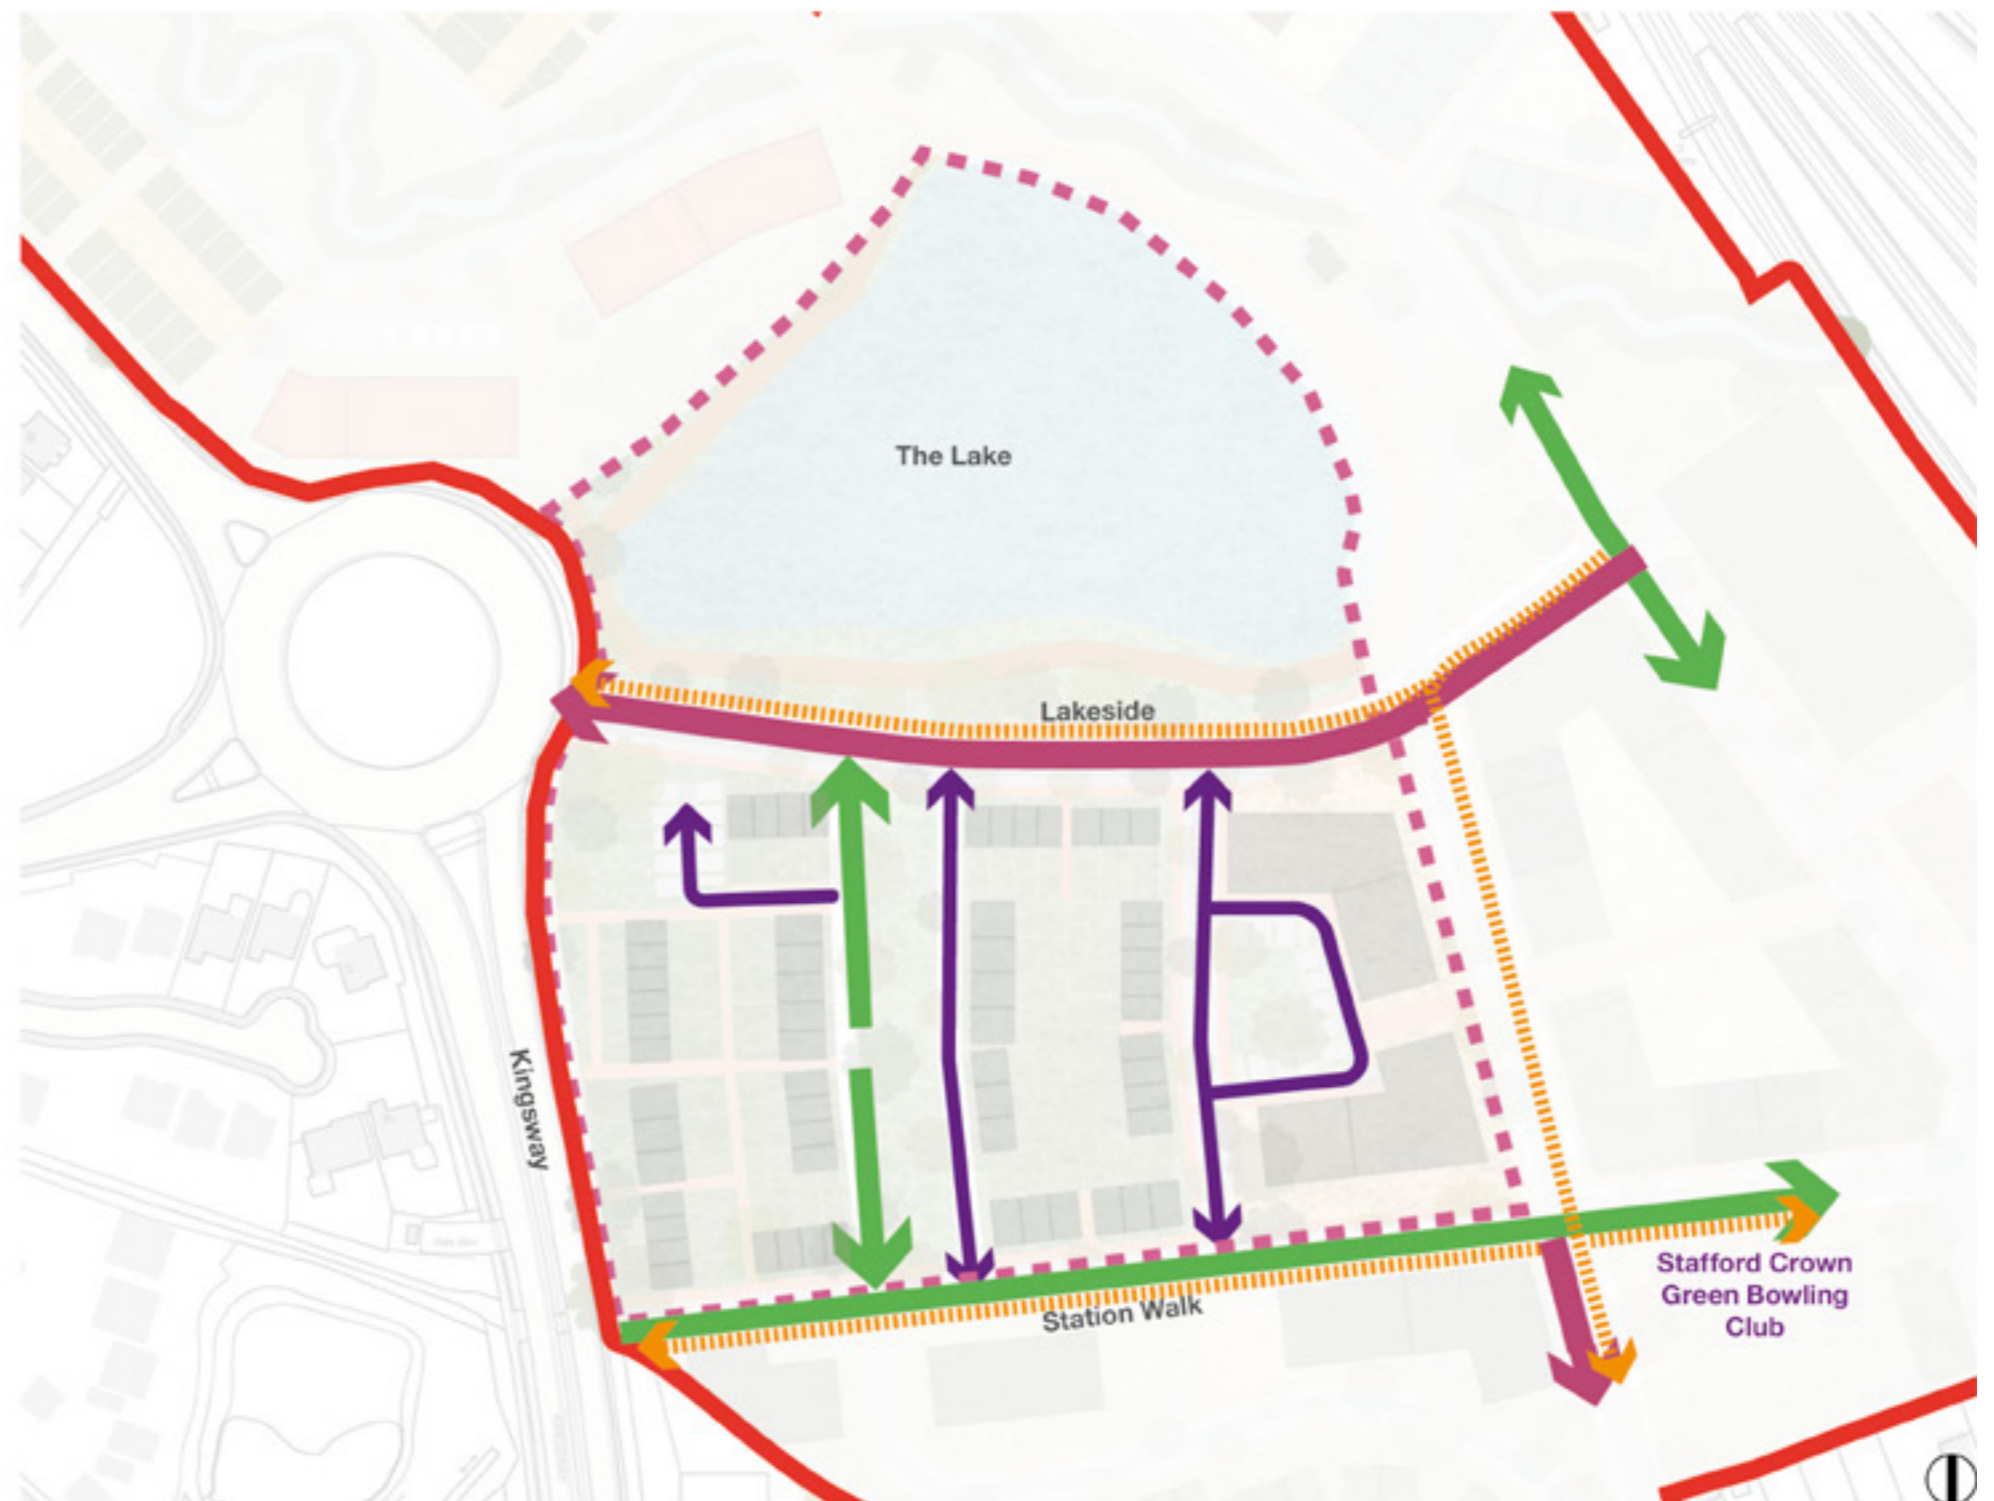 The Lake
Lakeside
Kingsway
Station Walk
Stafford Crown
Green Bowling
Club